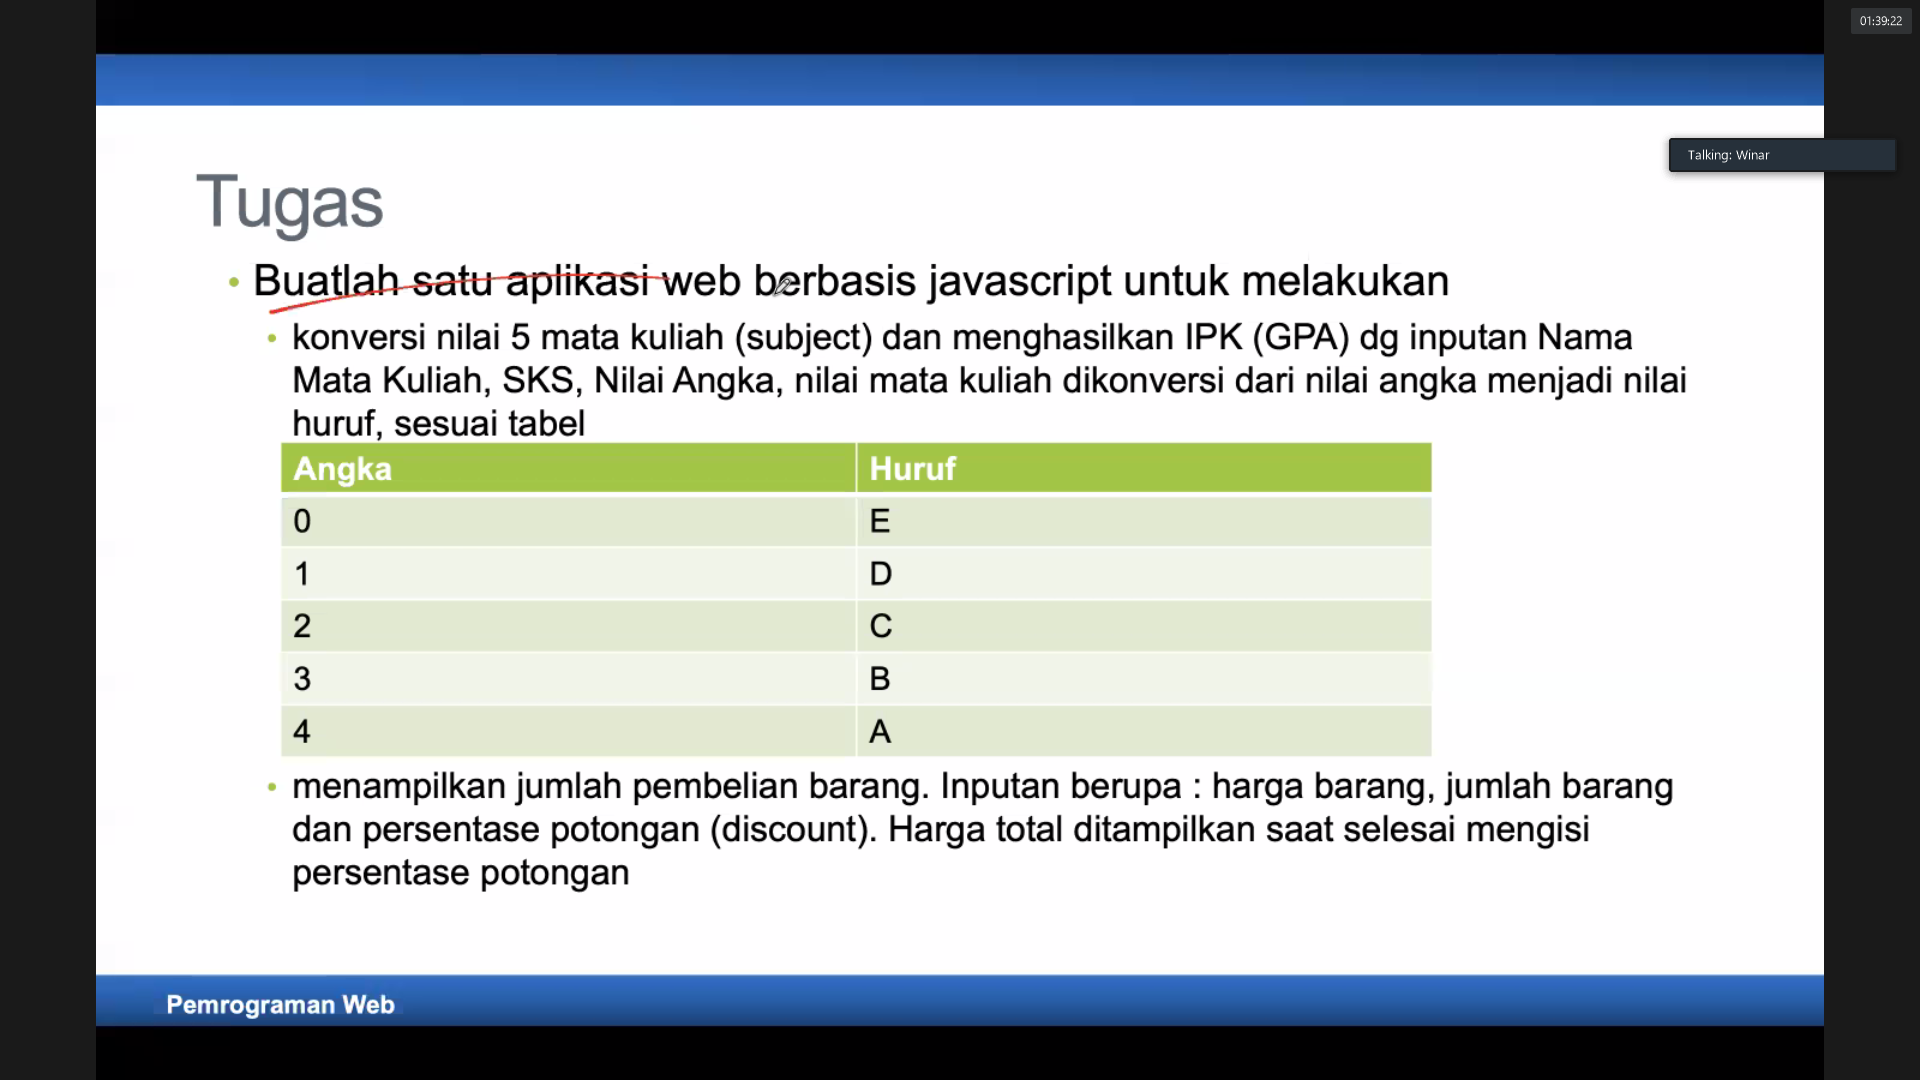 01:39:22
Talking: Winar
Tugas
• Buatlah satu aplikasi web berbasis javascript untuk melakukan
• konversi nilai 5 mata kuliah (subject) dan menghasilkan IPK (GPA) dg inputan Nama
Mata Kuliah, SKS, Nilai Angka, nilai mata kuliah dikonversi dari nilai angka menjadi nilai
huruf, sesuai tabel
Angka Huruf
0 E
1 D
2 C
3 B
4 A
• menampilkan jumlah pembelian barang. Inputan berupa : harga barang, jumlah barang
dan persentase potongan (discount). Harga total ditampilkan saat selesai mengisi
persentase potongan
Pemrograman Web